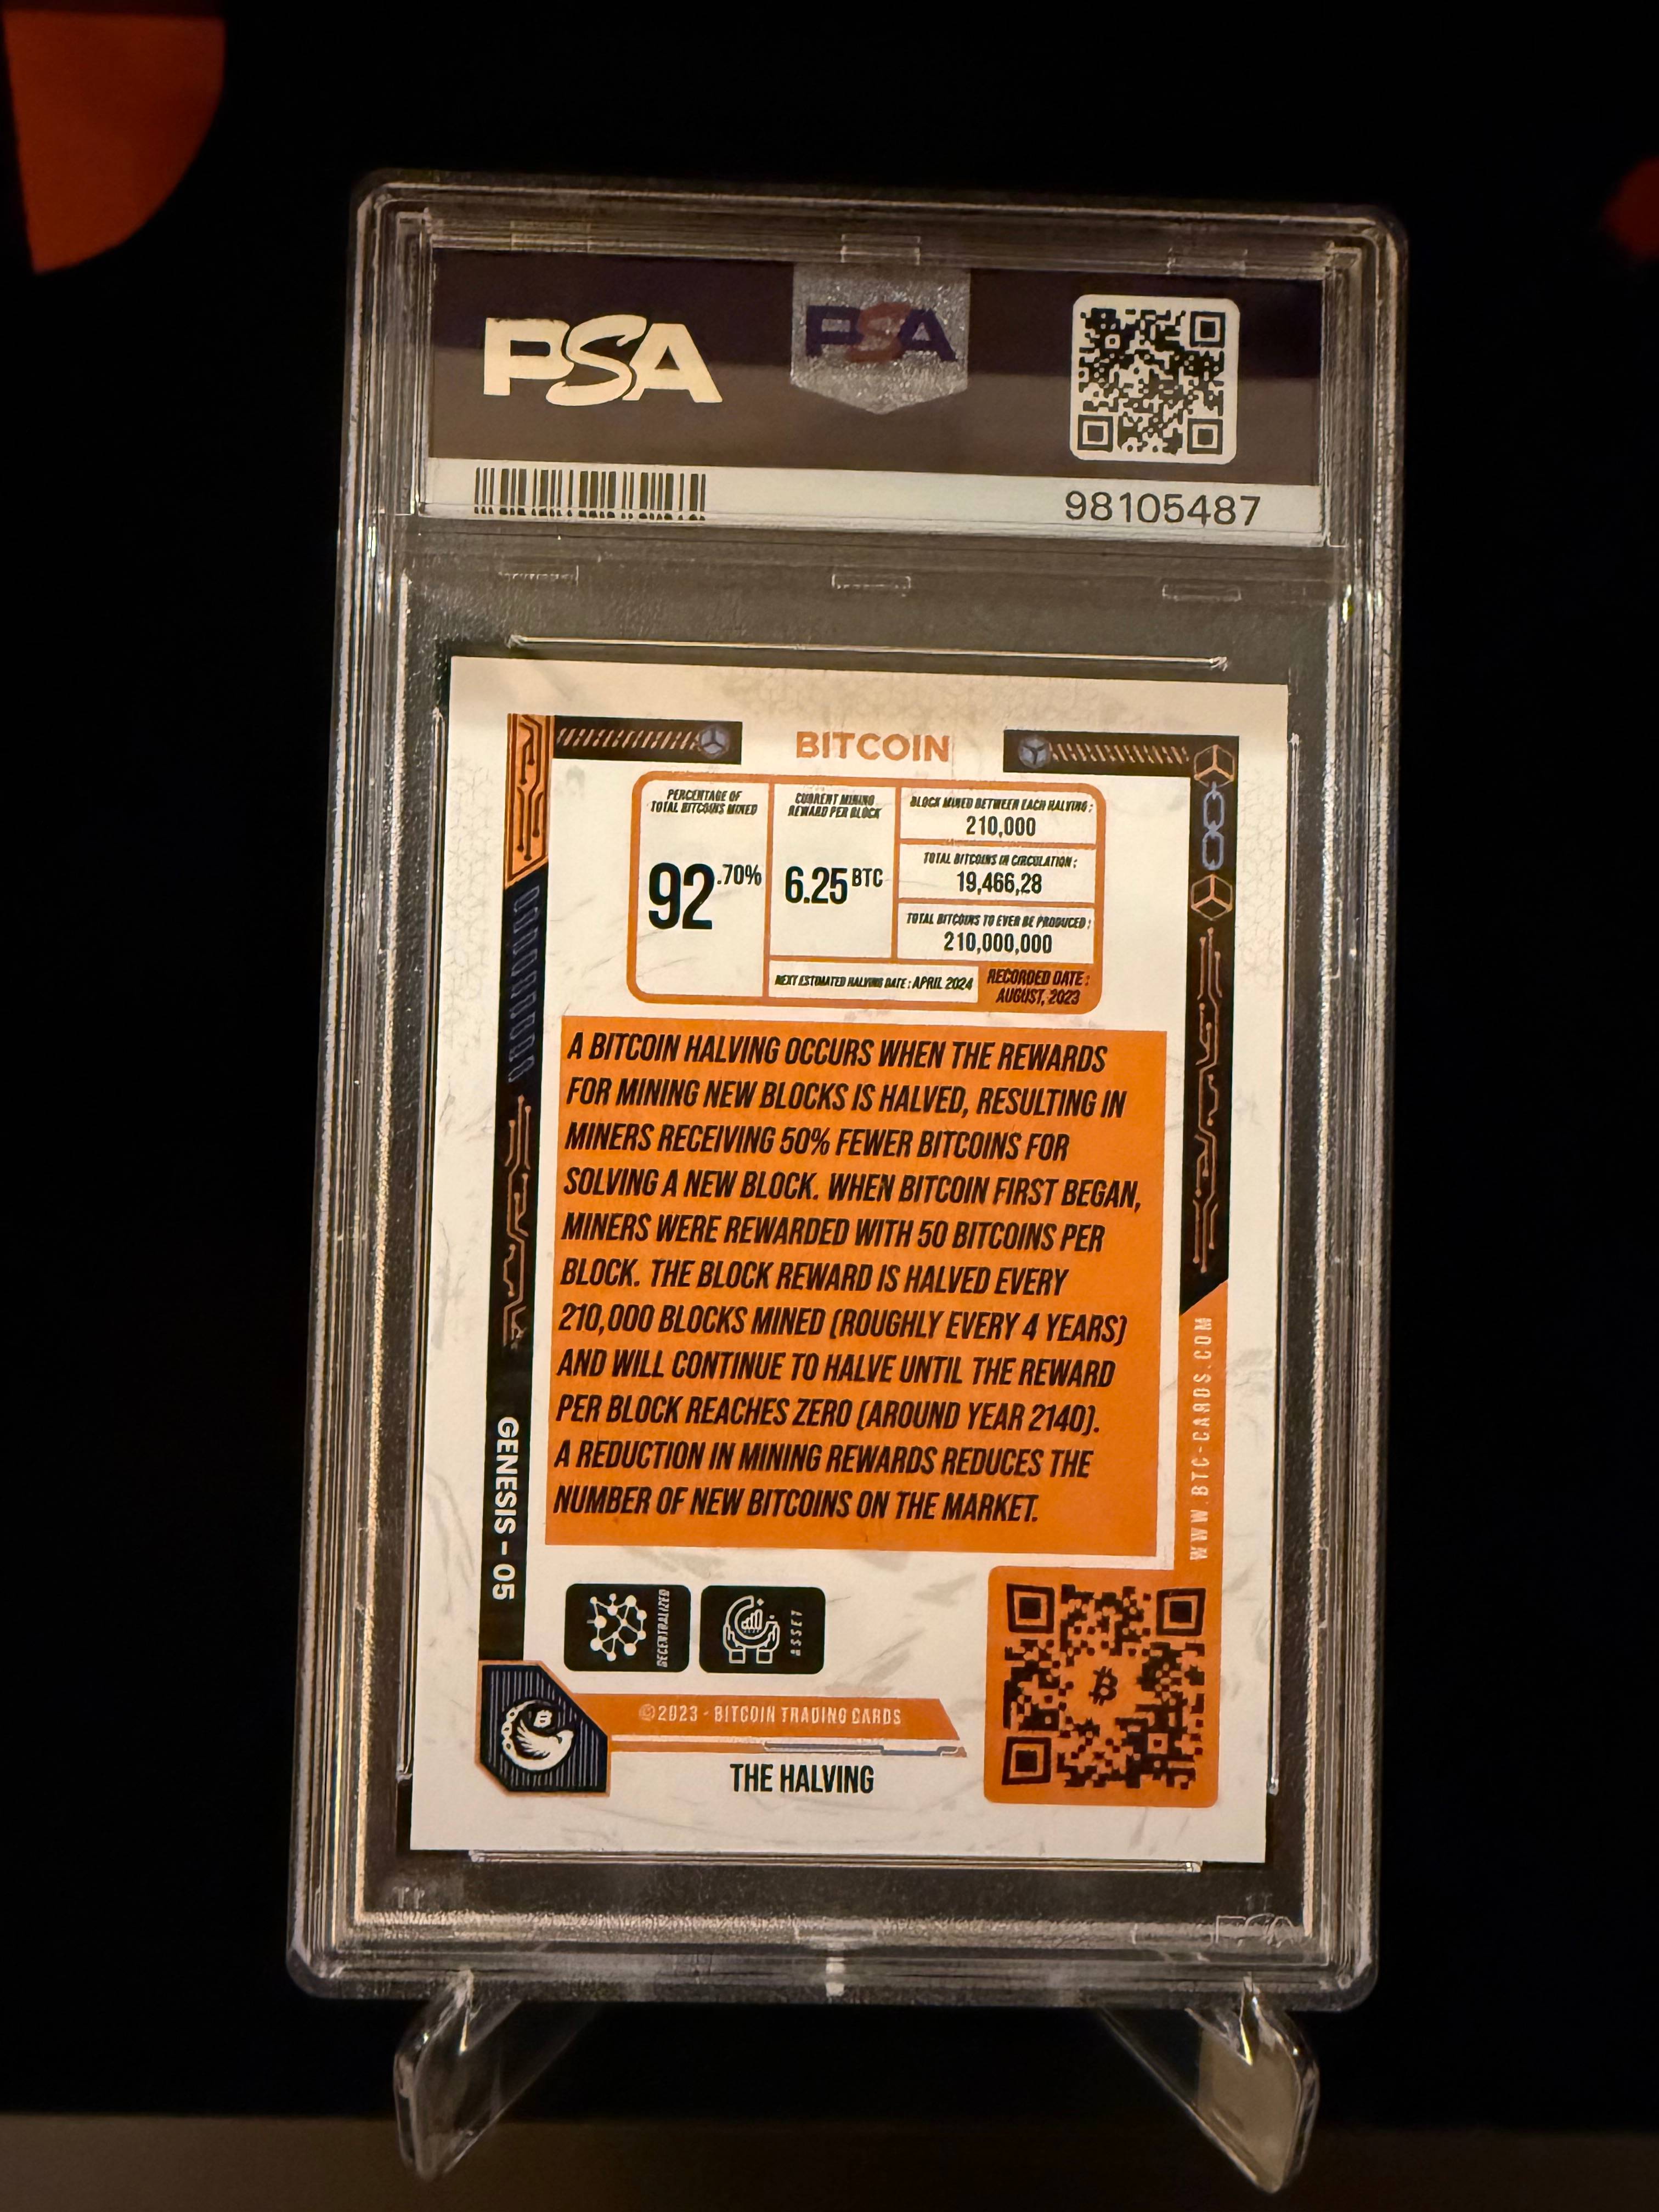 PSA
PSA
98105487
BITCOIN
PERCENTAGE OF
TOTAL BITCOINS MINED
92.70%
CURRENT MINING
REWARD PER BLOCK
6.25 BTC
BLOCK MINED BETWEEN EACH HALVING :
210,000
TOTAL BITCOINS IN CIRCULATION :
19,466,28
TOTAL BITCOINS TO EVER BE PRODUCED :
210,000,000
NEXT ESTIMATED HALVING DATE : APRIL 2024
RECORDED DATE :
AUGUST, 2023
A BITCOIN HALVING OCCURS WHEN THE REWARDS
FOR MINING NEW BLOCKS IS HALVED, RESULTING IN
MINERS RECEIVING 50% FEWER BITCOINS FOR
SOLVING A NEW BLOCK. WHEN BITCOIN FIRST BEGAN,
MINERS WERE REWARDED WITH 50 BITCOINS PER
BLOCK. THE BLOCK REWARD IS HALVED EVERY
210,000 BLOCKS MINED (ROUGHLY EVERY 4 YEARS)
AND WILL CONTINUE TO HALVE UNTIL THE REWARD
PER BLOCK REACHES ZERO (AROUND YEAR 2140).
A REDUCTION IN MINING REWARDS REDUCES THE
NUMBER OF NEW BITCOINS ON THE MARKET.
GENESIS - 05
WWW.BTC-CARDS.COM
DECENTRALIZED
ASSET
©2023 - BITCOIN TRADING CARDS
THE HALVING
PSA